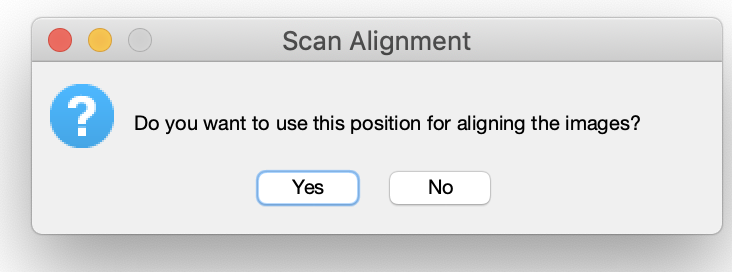 Scan Alignment
Do you want to use this position for aligning the images?
Yes No